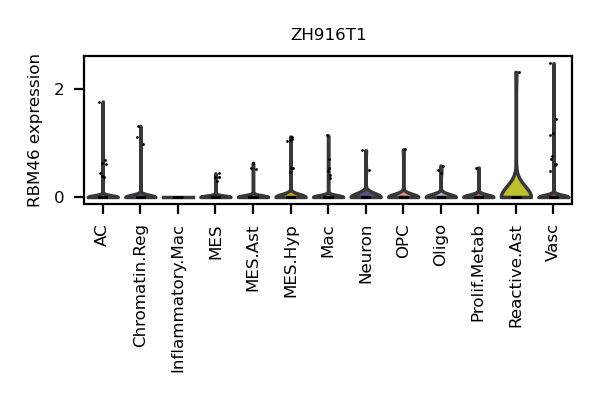 ZH916T1
RBM46 expression
2
0
AC
Chromatin.Reg
Inflammatory.Mac
MES
MES.Ast
MES.Hyp
Mac
Neuron
OPC
Oligo
Prolif.Metab
Reactive.Ast
Vasc